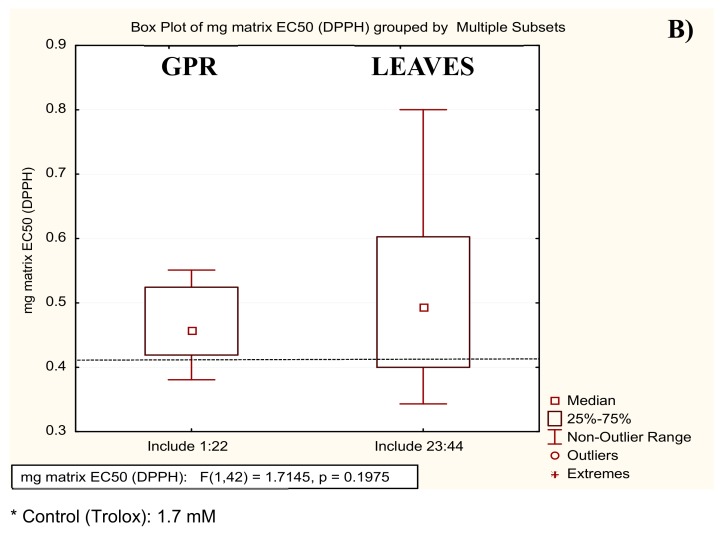 Box Plot of mg matrix EC50 (DPPH) grouped by Multiple Subsets
B)
GPR LEAVES
mg matrix EC50 (DPPH)
0.9
0.8
0.7
0.6
0.5
0.4
0.3
Include 1:22 Include 23:44
Median
25%-75%
Non-Outlier Range
Outliers
Extremes
mg matrix EC50 (DPPH): F(1,42) = 1.7145, p = 0.1975
* Control (Trolox): 1.7 mM